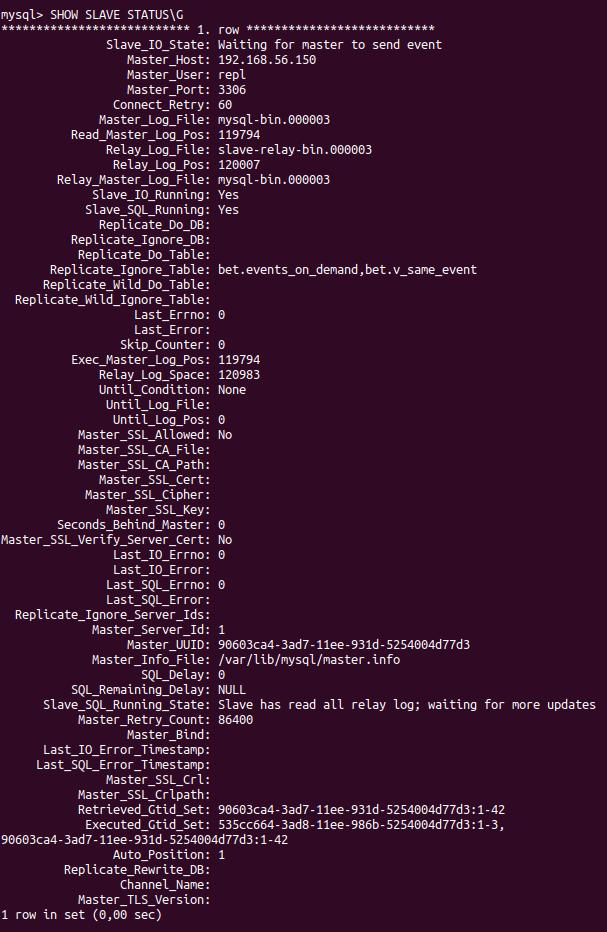 mysql> SHOW SLAVE STATUS\G
*************************** 1. row ***************************
Slave_IO_State: Waiting for master to send event
Master_Host: 192.168.56.150
Master_User: repl
Master_Port: 3306
Connect_Retry: 60
Master_Log_File: mysql-bin.000003
Read_Master_Log_Pos: 119794
Relay_Log_File: slave-relay-bin.000003
Relay_Log_Pos: 120007
Relay_Master_Log_File: mysql-bin.000003
Slave_IO_Running: Yes
Slave_SQL_Running: Yes
Replicate_Do_DB:
Replicate_Ignore_DB:
Replicate_Do_Table:
Replicate_Ignore_Table: bet.events_on_demand,bet.v_same_event
Replicate_Wild_Do_Table:
Replicate_Wild_Ignore_Table:
Last_Errno: 0
Last_Error:
Skip_Counter: 0
Exec_Master_Log_Pos: 119794
Relay_Log_Space: 120983
Until_Condition: None
Until_Log_File:
Until_Log_Pos: 0
Master_SSL_Allowed: No
Master_SSL_CA_File:
Master_SSL_CA_Path:
Master_SSL_Cert:
Master_SSL_Cipher:
Master_SSL_Key:
Seconds_Behind_Master: 0
Master_SSL_Verify_Server_Cert: No
Last_IO_Errno: 0
Last_IO_Error:
Last_SQL_Errno: 0
Last_SQL_Error:
Replicate_Ignore_Server_Ids:
Master_Server_Id: 1
Master_UUID: 90603ca4-3ad7-11ee-931d-5254004d77d3
Master_Info_File: /var/lib/mysql/master.info
SQL_Delay: 0
SQL_Remaining_Delay: NULL
Slave_SQL_Running_State: Slave has read all relay log; waiting for more updates
Master_Retry_Count: 86400
Master_Bind:
Last_IO_Error_Timestamp:
Last_SQL_Error_Timestamp:
Master_SSL_Crl:
Master_SSL_Crlpath:
Retrieved_Gtid_Set: 90603ca4-3ad7-11ee-931d-5254004d77d3:1-42
Executed_Gtid_Set: 535cc664-3ad8-11ee-986b-5254004d77d3:1-3,
90603ca4-3ad7-11ee-931d-5254004d77d3:1-42
Auto_Position: 1
Replicate_Rewrite_DB:
Channel_Name:
Master_TLS_Version:
1 row in set (0,00 sec)